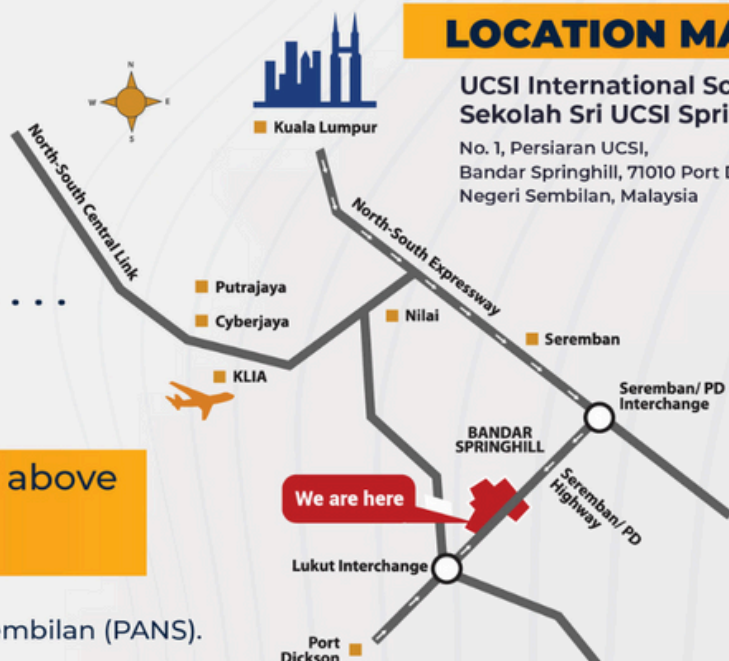 LOCATION MA
UCSI International Sc
Sekolah Sri UCSI Spri
No. 1, Persiaran UCSI,
Bandar Springhill, 71010 Port D
Negeri Sembilan, Malaysia
N
W
E
S
Kuala Lumpur
North-South Central Link
North-South Expressway
...
Putrajaya
Cyberjaya
Nilai
Seremban
KLIA
Seremban/ PD
Interchange
BANDAR
SPRINGHILL
above
We are here
Seremban/ PD
Highway
Lukut Interchange
embilan (PANS).
Port
Dickson